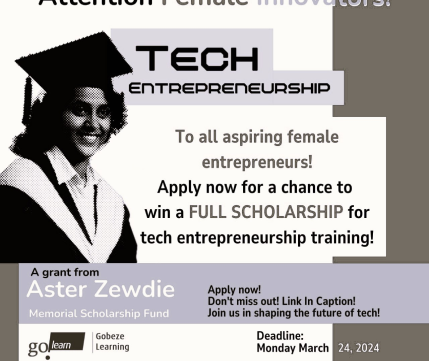 Attention Female Innovators!
TECH
ENTREPRENEURSHIP
To all aspiring female
entrepreneurs!
Apply now for a chance to
win a FULL SCHOLARSHIP for
tech entrepreneurship training!
A grant from
Aster Zewdie
Memorial Scholarship Fund
Apply now!
Don't miss out! Link In Caption!
Join us in shaping the future of tech!
go learn
Gobeze
Learning
Deadline:
Monday March 24, 2024